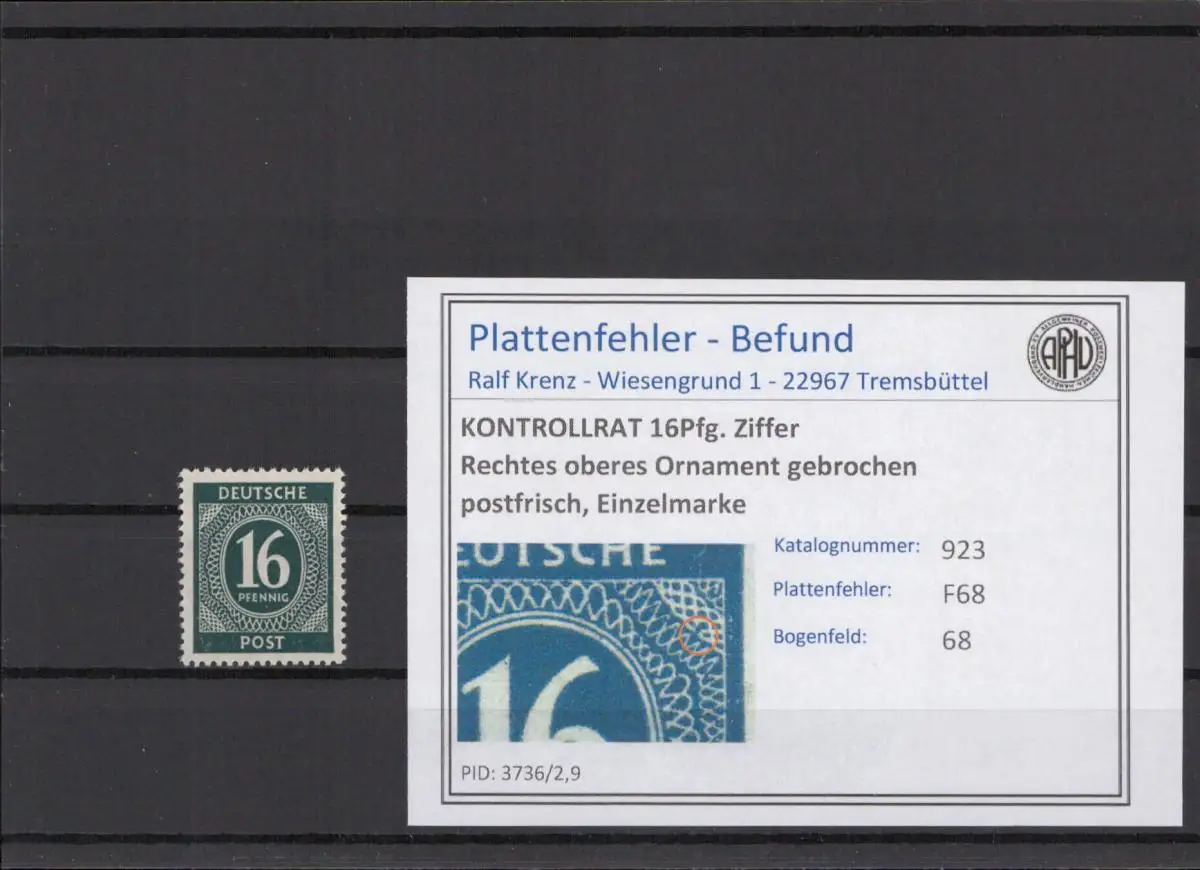 DEUTSCHE
16
PFENNIG
POST
Plattenfehler - Befund
Ralf Krenz - Wiesengrund 1 - 22967 Tremsbüttel
APHV
KONTROLLRAT 16Pfg. Ziffer
Rechtes oberes Ornament gebrochen
postfrisch, Einzelmarke
EUTSCHE
16
Katalognummer: 923
Plattenfehler: F68
Bogenfeld: 68
PID: 3736/2,9